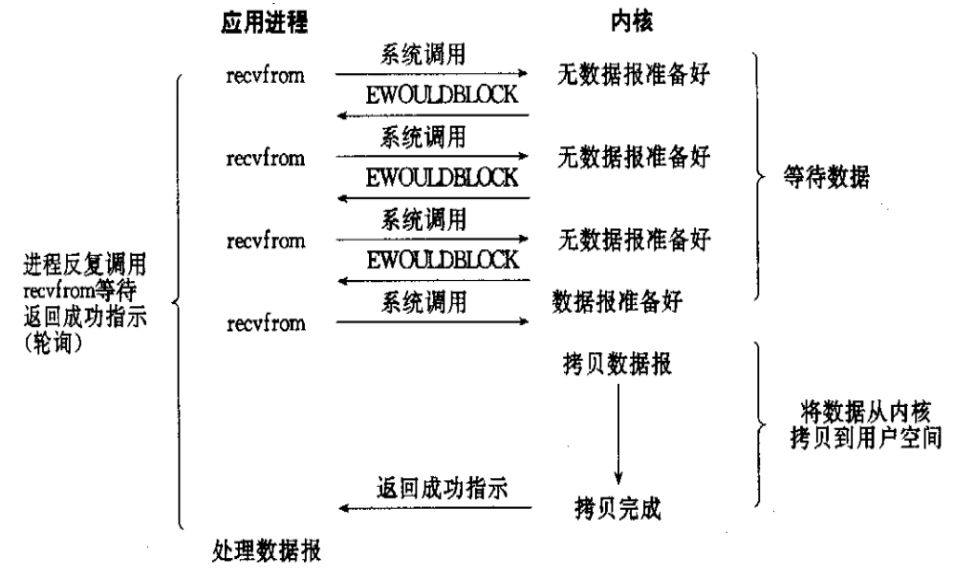 应用进程
内核
recvfrom
系统调用
无数据报准备好
EWOULDBLOCK
recvfrom
系统调用
无数据报准备好
EWOULDBLOCK
等待数据
recvfrom
系统调用
无数据报准备好
EWOULDBLOCK
进程反复调用
recvfrom等待
返回成功指示
(轮询)
recvfrom
系统调用
数据报准备好
拷贝数据报
将数据从内核
拷贝到用户空间
返回成功指示
拷贝完成
处理数据报